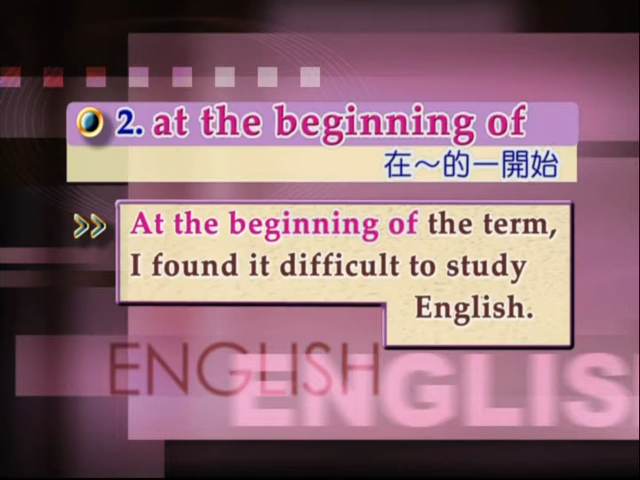 2. at the beginning of
在～的一開始
At the beginning of the term,
I found it difficult to study
English.
ENGLISH
ENGLIS